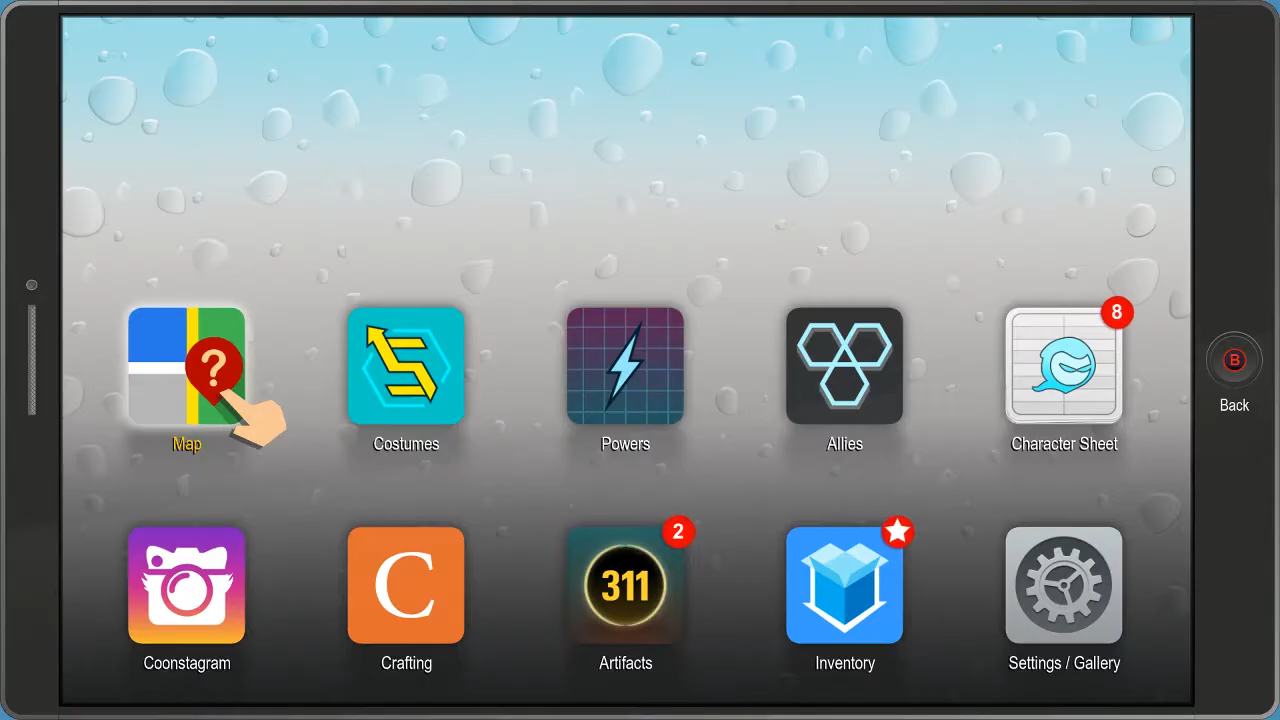 ?
Map
Costumes
Powers
Allies
8
Character Sheet
B
Back
Coonstagram
C
Crafting
311
2
Artifacts
Inventory
Settings / Gallery